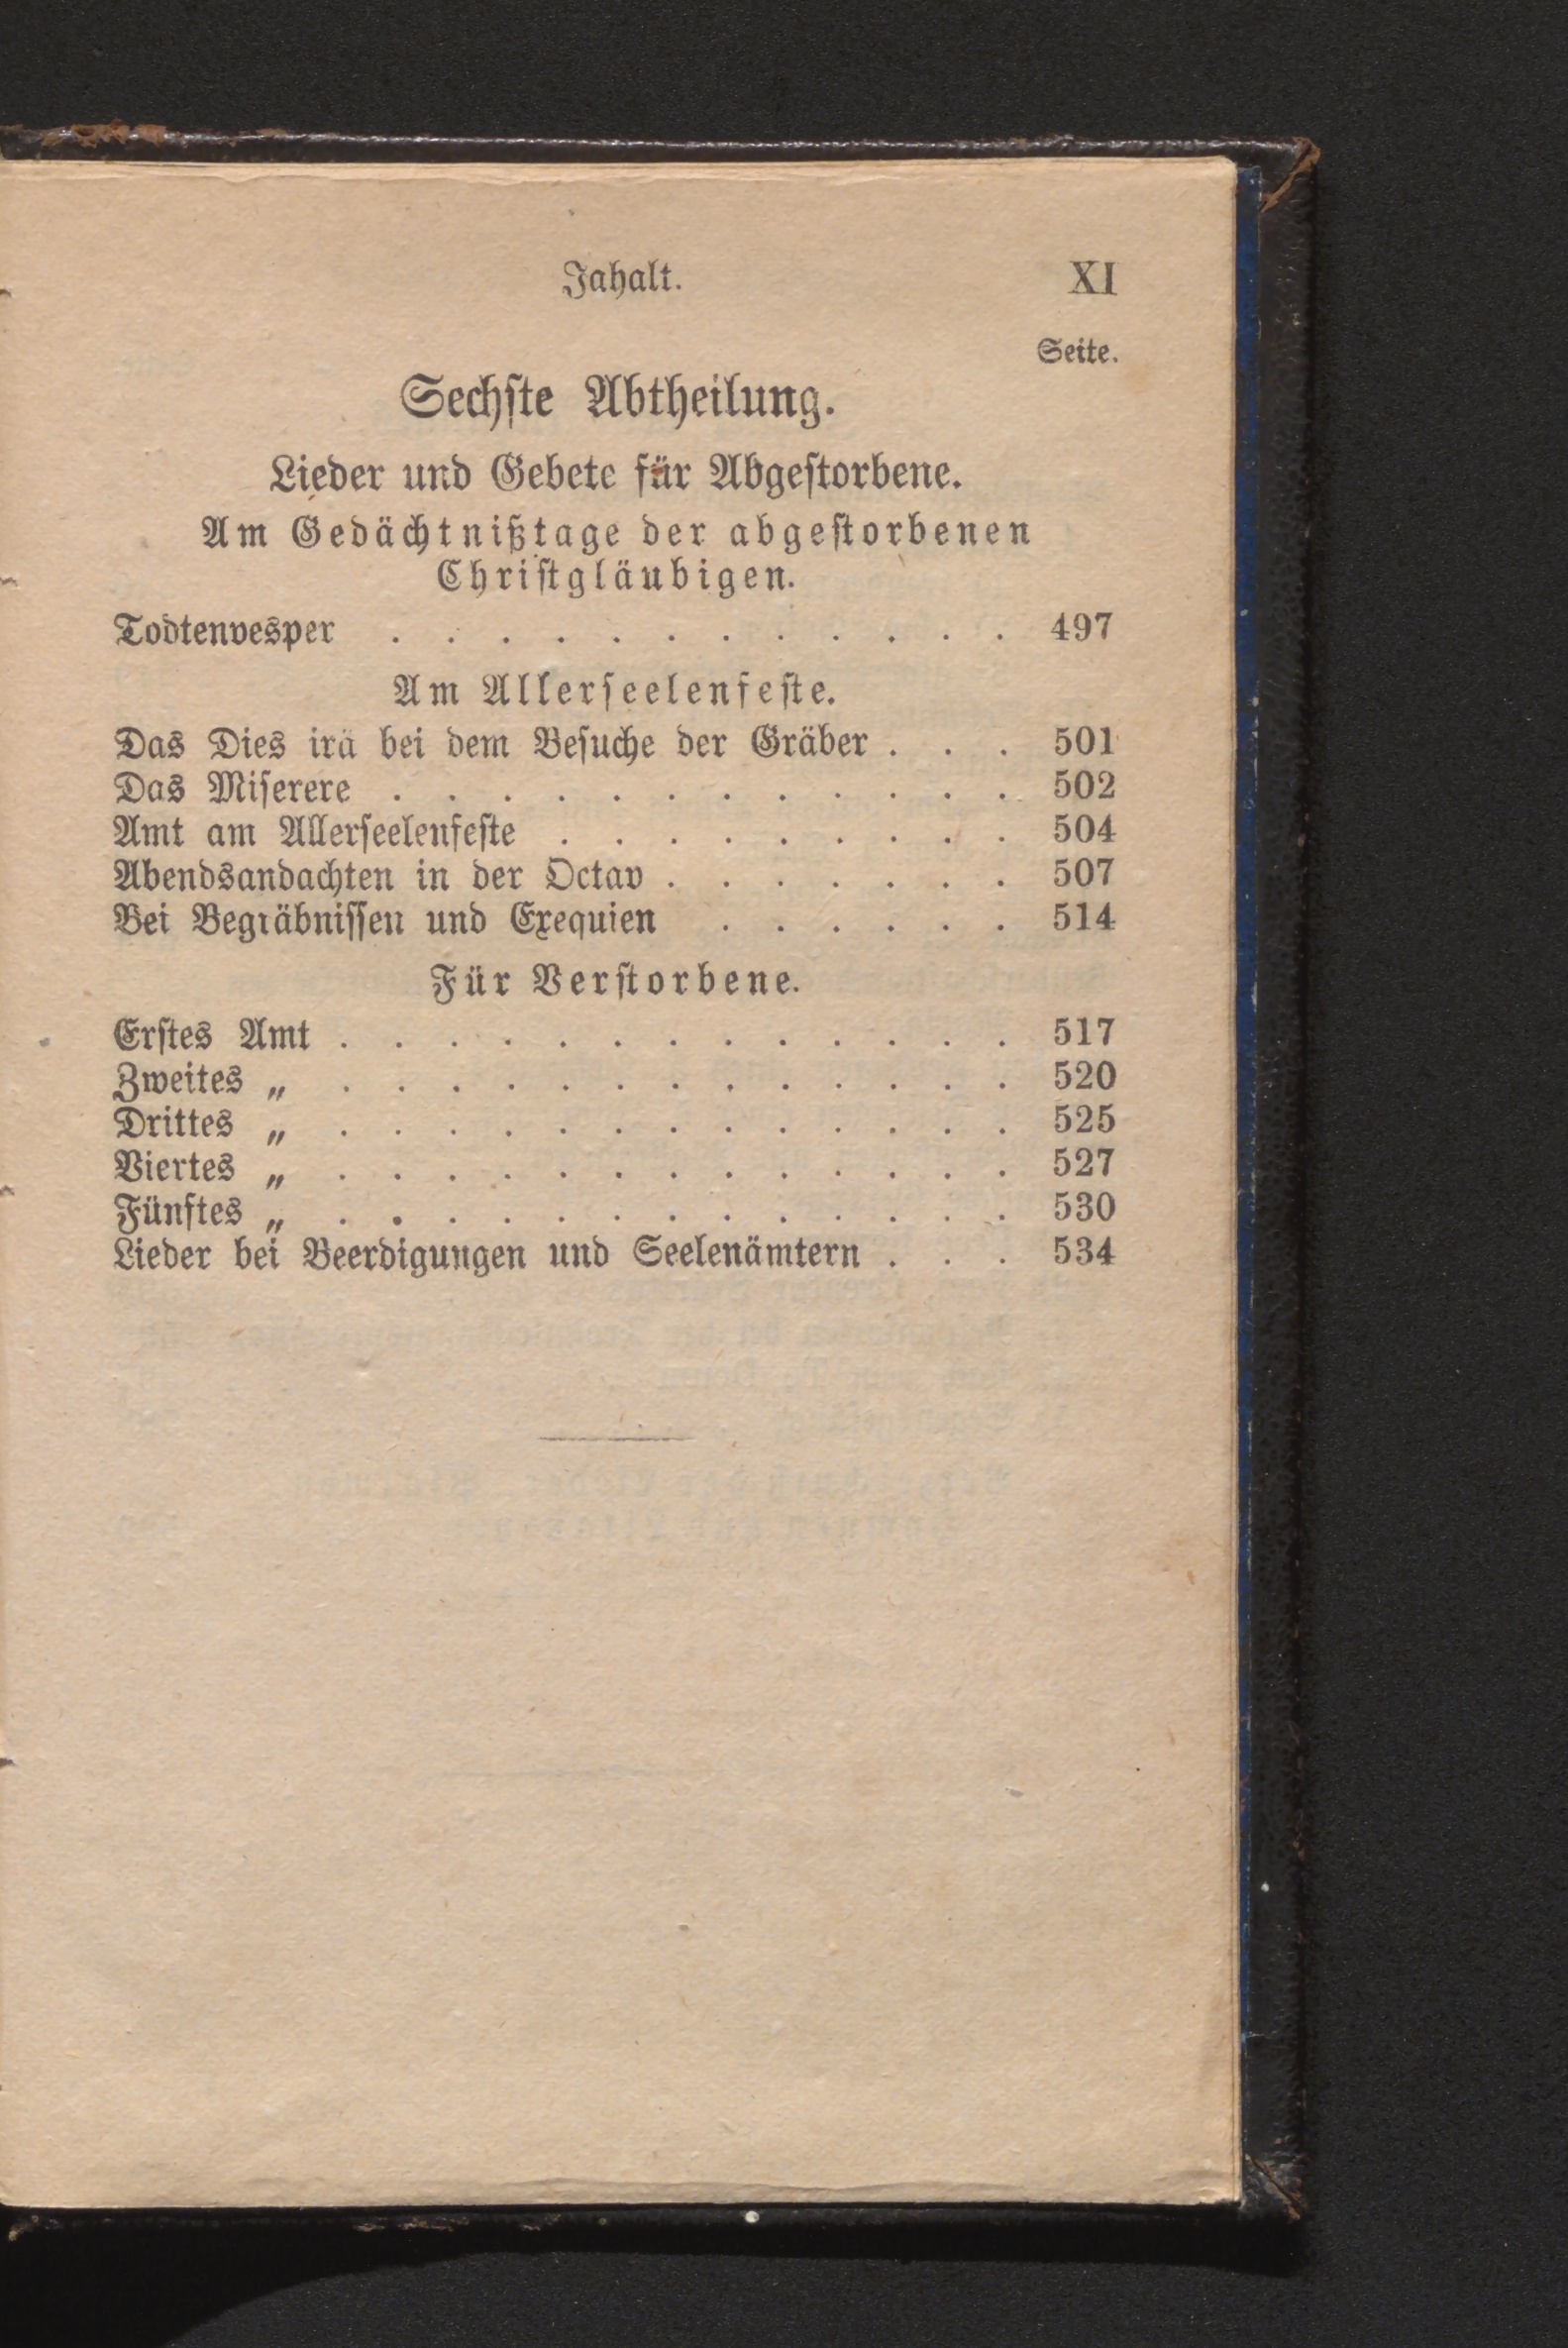 Jahalt. XI
Seite.
Sechste Abtheilung.
Lieder und Gebete für Abgestorbene.
Am Gedächtnißtage der abgestorbenen
Christgläubigen.
Todtenvesper . . . . . . . . . . . . 497
Am Allerseelenfeste.
Das Dies irä bei dem Besuche der Gräber . . . 501
Das Miserere . . . . . . . . . . . . 502
Amt am Allerseelenfeste . . . . . . . . . 504
Abendsandachten in der Octav . . . . . . . 507
Bei Begräbnissen und Exequien . . . . . . 514
Für Verstorbene.
Erstes Amt . . . . . . . . . . . . . 517
Zweites „ . . . . . . . . . . . . . 520
Drittes „ . . . . . . . . . . . . . 525
Viertes „ . . . . . . . . . . . . . 527
Fünftes „ . . . . . . . . . . . . . 530
Lieder bei Beerdigungen und Seelenämtern . . . 534